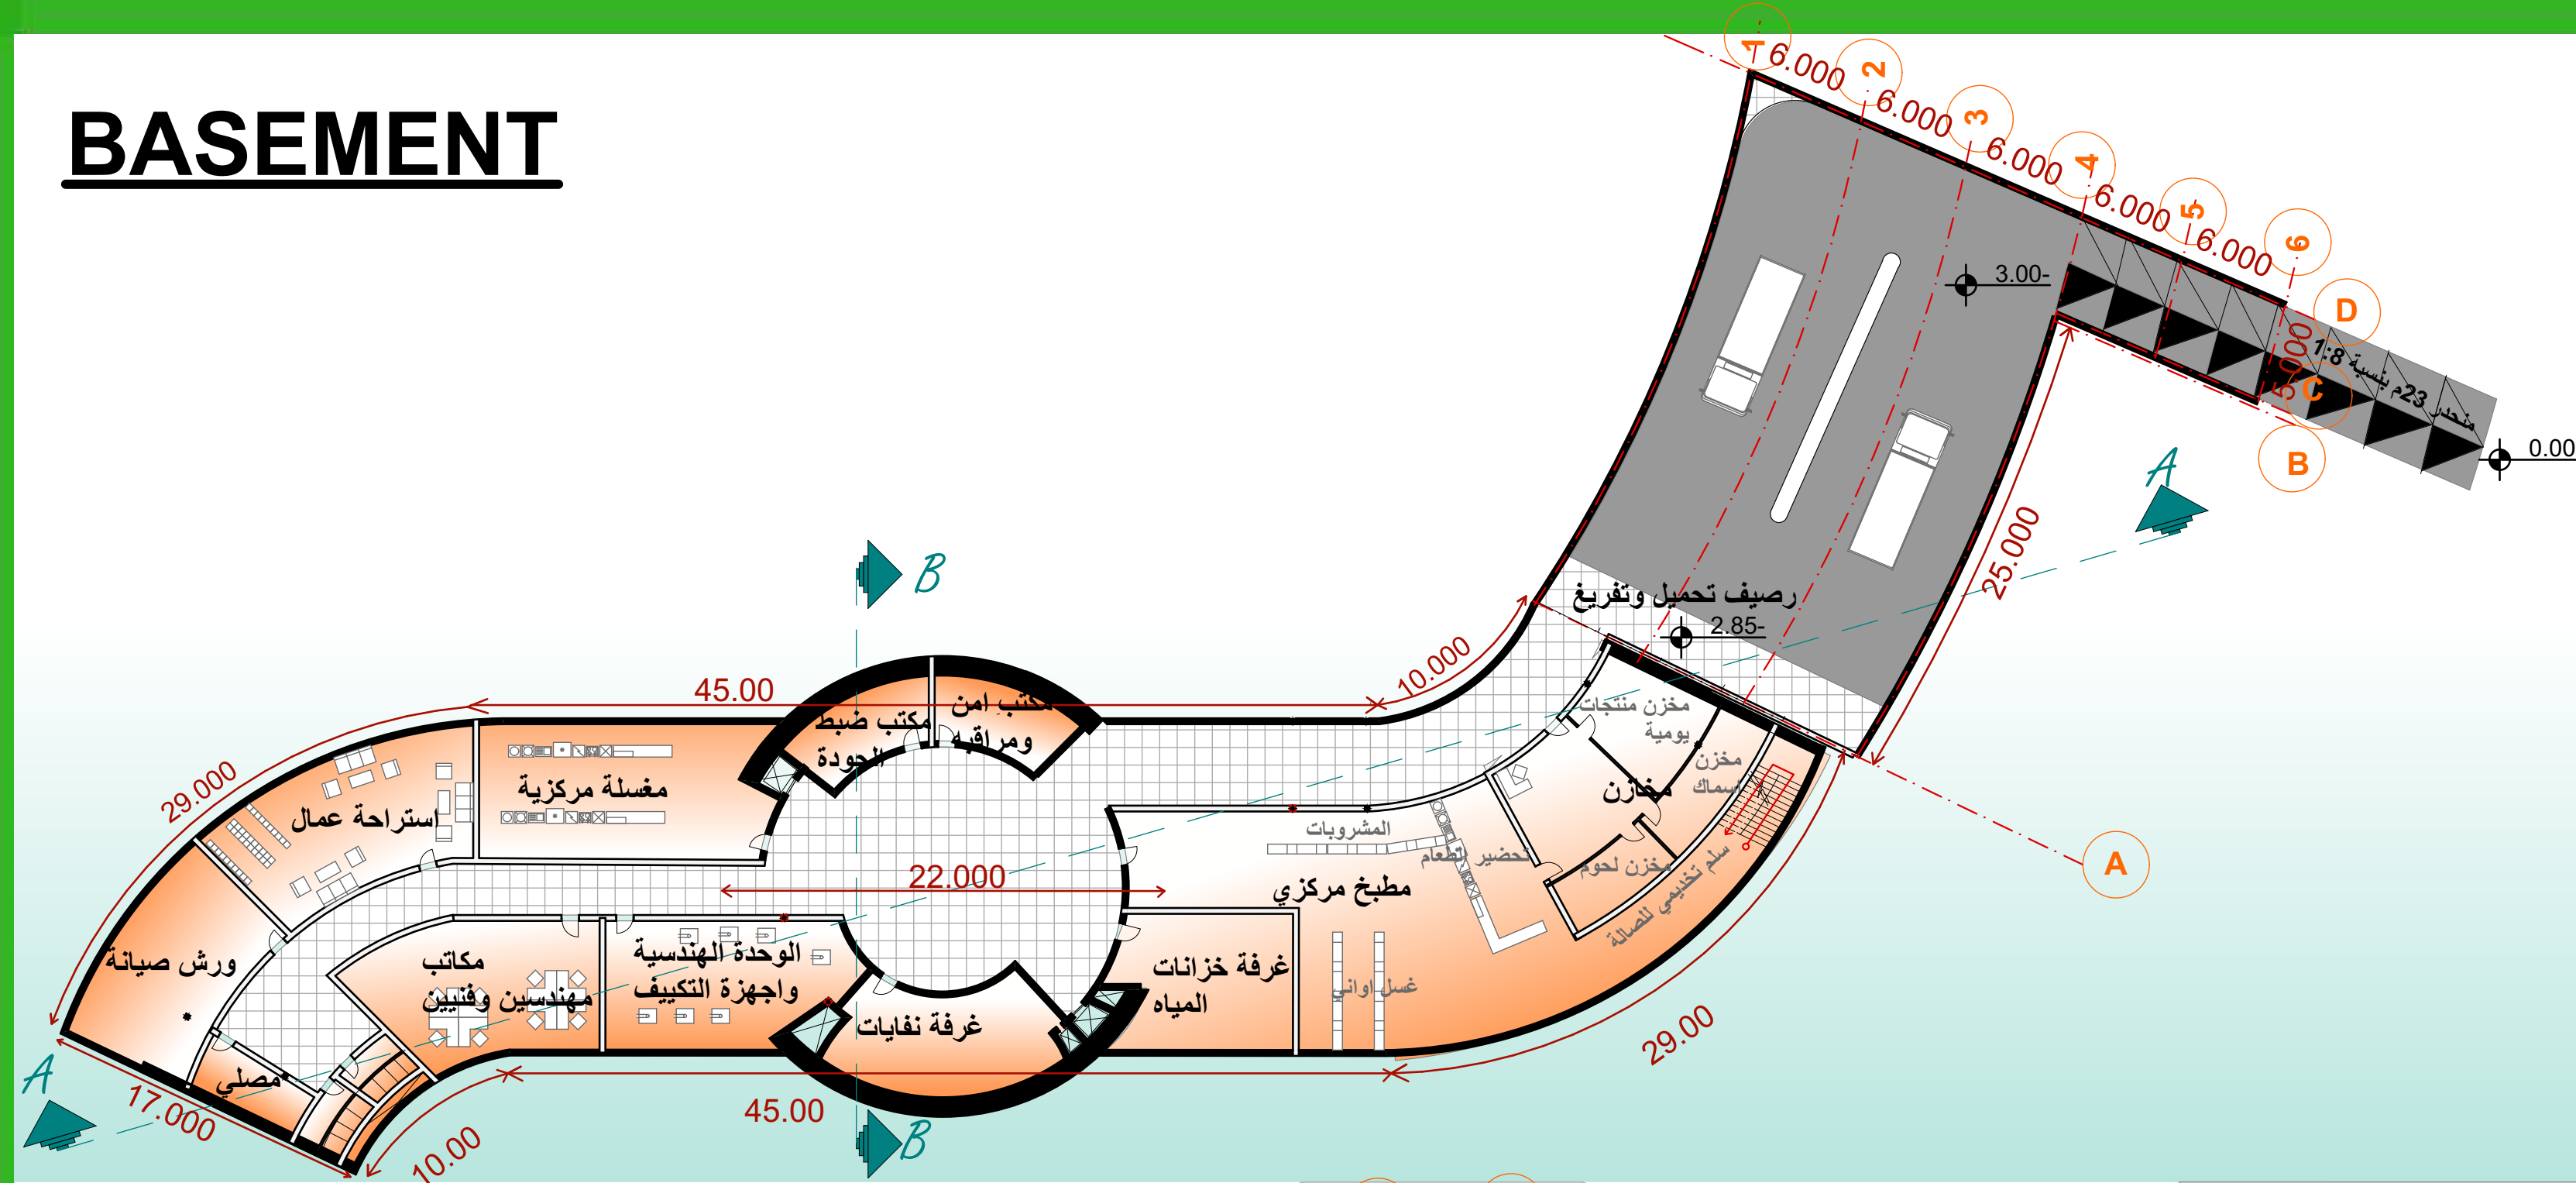 BASEMENT
1
2
3
4
5
6
6.000
6.000
6.000
6.000
6.000
D
C
B
A
5.000
منحدر 23م بنسبة 1:8
0.00
3.00-
25.000
A
رصيف تحميل وتفريغ
2.85-
10.000
B
45.00
مكتب امن
ومراقبه
مكتب ضبط
الجودة
مغسلة مركزية
استراحة عمال
29.000
ورش صيانة
مكاتب
مهندسين وفنيين
الوحدة الهندسية
واجهزة التكييف
22.000
غرفة نفايات
غرفة خزانات
المياه
مطبخ مركزي
المشروبات
تحضير الطعام
غسل اواني
مخازن
مخزن منتجات
يومية
مخزن
اسماك
مخزن لحوم
سلم تخديمي للصالة
29.00
45.00
B
مصلي
17.000
10.00
A